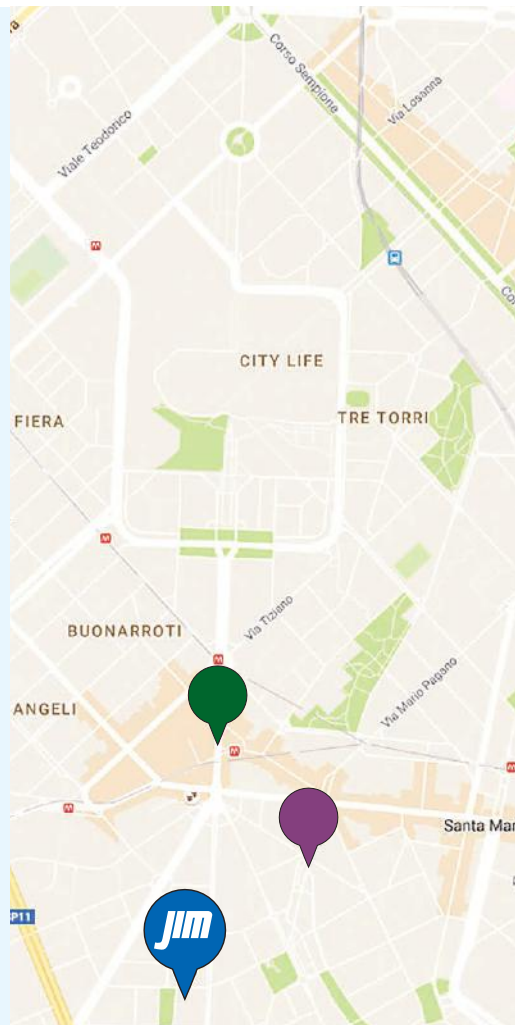 Corso Sempione
Via Losanna
Viale Teodorico
M
CITY LIFE
TRE TORRI
FIERA
M
BUONARROTI
Via Tiziano
M
ANGELI
Via Mario Pagano
M
M
M
Santa Mar
P11
JIM